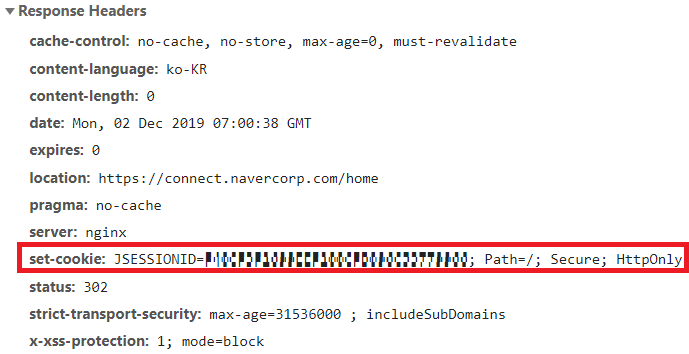 Response Headers
cache-control: no-cache, no-store, max-age=0, must-revalidate
content-language: ko-KR
content-length: 0
date: Mon, 02 Dec 2019 07:00:38 GMT
expires: 0
location: https://connect.navercorp.com/home
pragma: no-cache
server: nginx
set-cookie: JSESSIONID=; Path=/; Secure; HttpOnly
status: 302
strict-transport-security: max-age=31536000 ; includeSubDomains
x-xss-protection: 1; mode=block